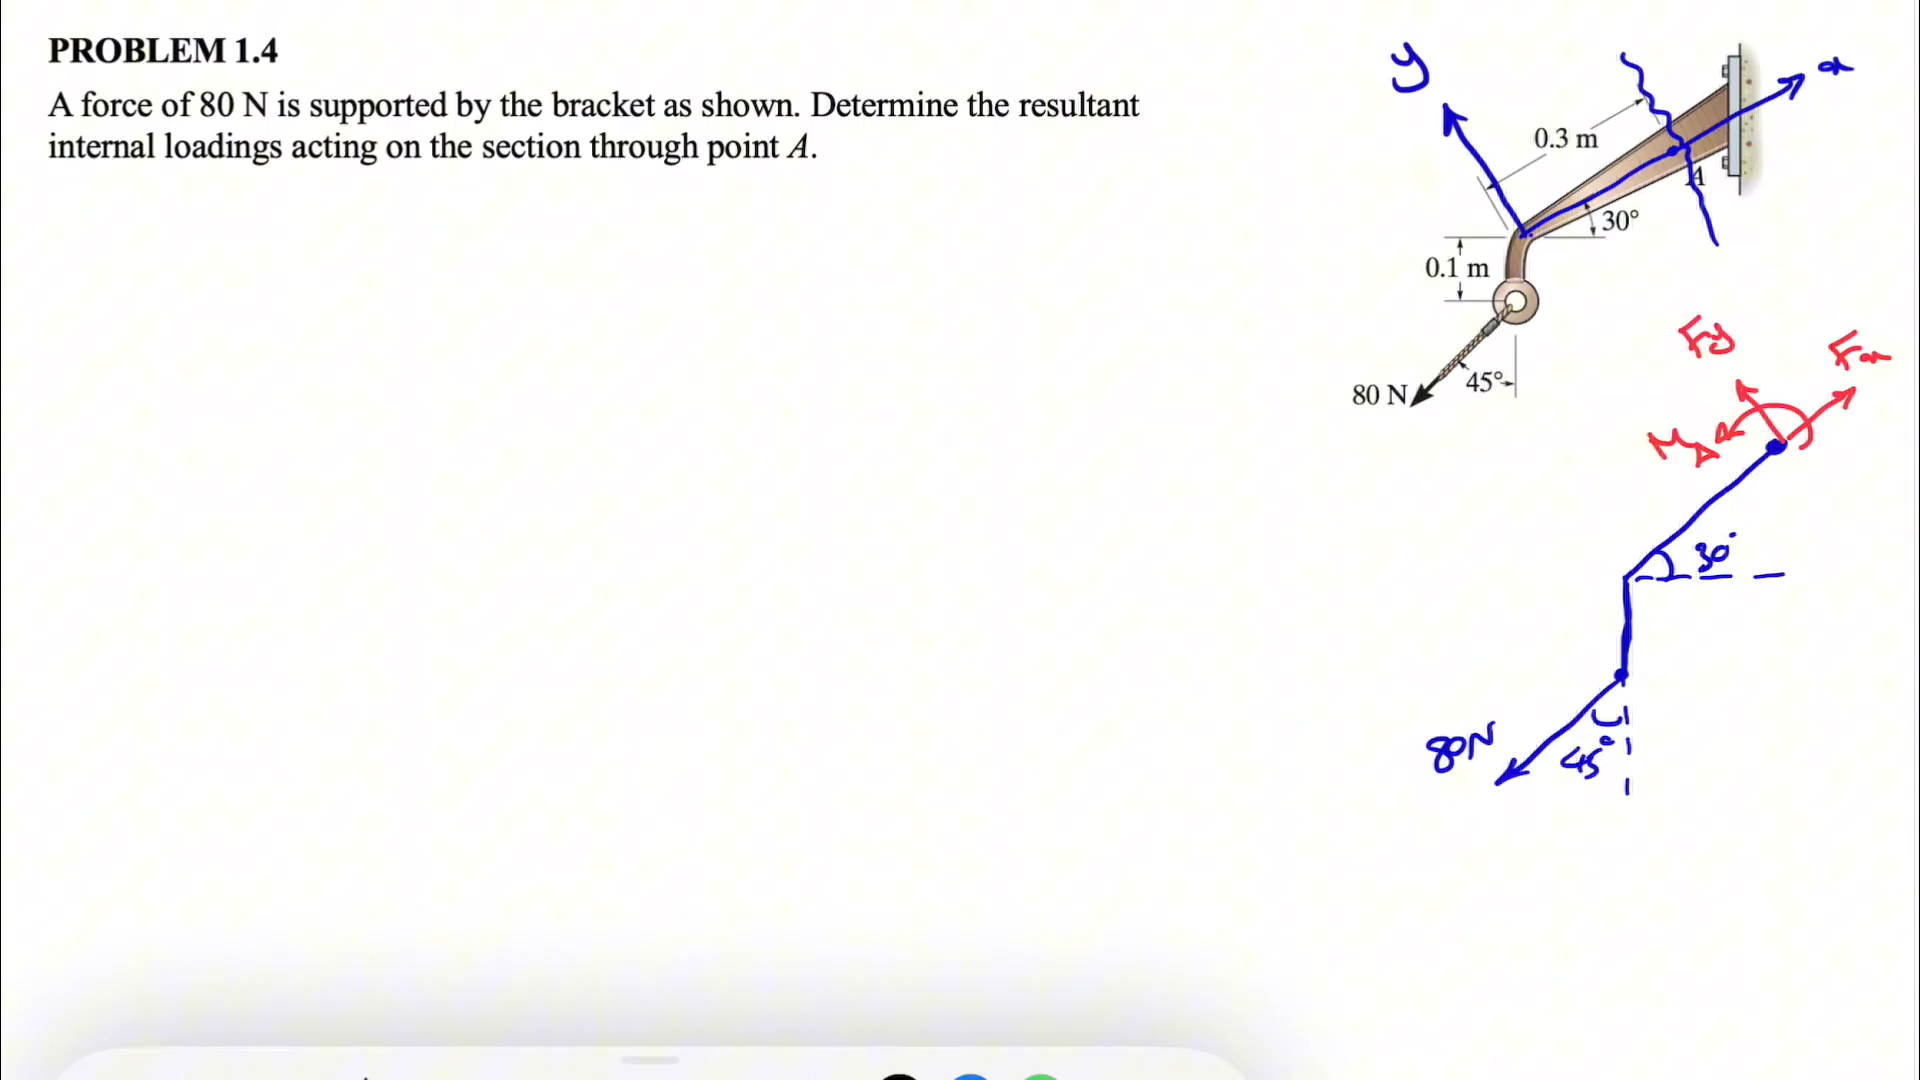 PROBLEM 1.4
A force of 80 N is supported by the bracket as shown. Determine the resultant
internal loadings acting on the section through point A.
y
x
0.3 m
A
30°
0.1 m
45°
80 N
Fy
Fx
MA
30°
80N
45°